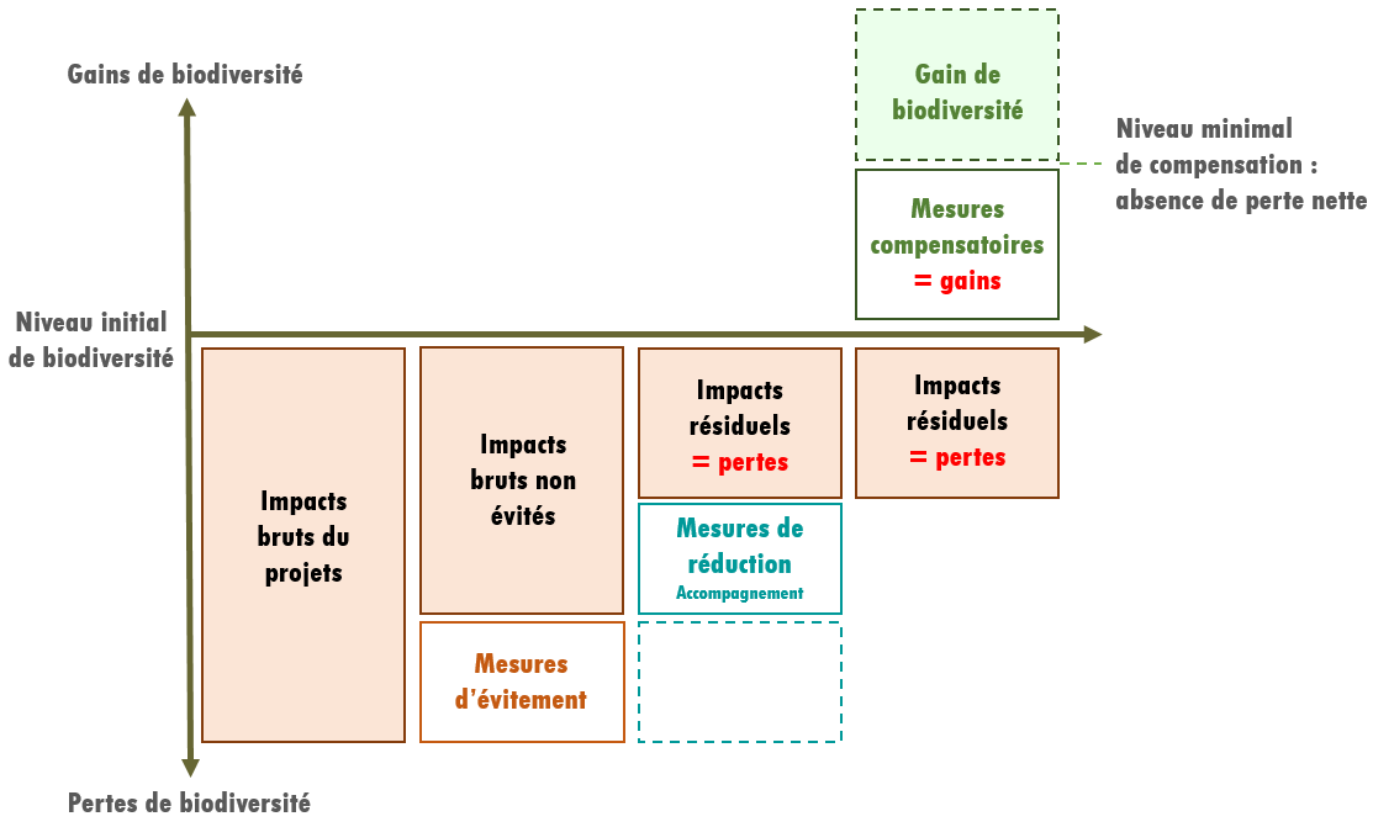 Gains de biodiversité
Gain de
biodiversité
Niveau minimal
de compensation :
absence de perte nette
Mesures
compensatoires
= gains
Niveau initial
de biodiversité
Impacts
bruts du
projets
Impacts
bruts non
évités
Impacts
résiduels
= pertes
Impacts
résiduels
= pertes
Mesures de
réduction
Accompagnement
Mesures
d'évitement
Pertes de biodiversité